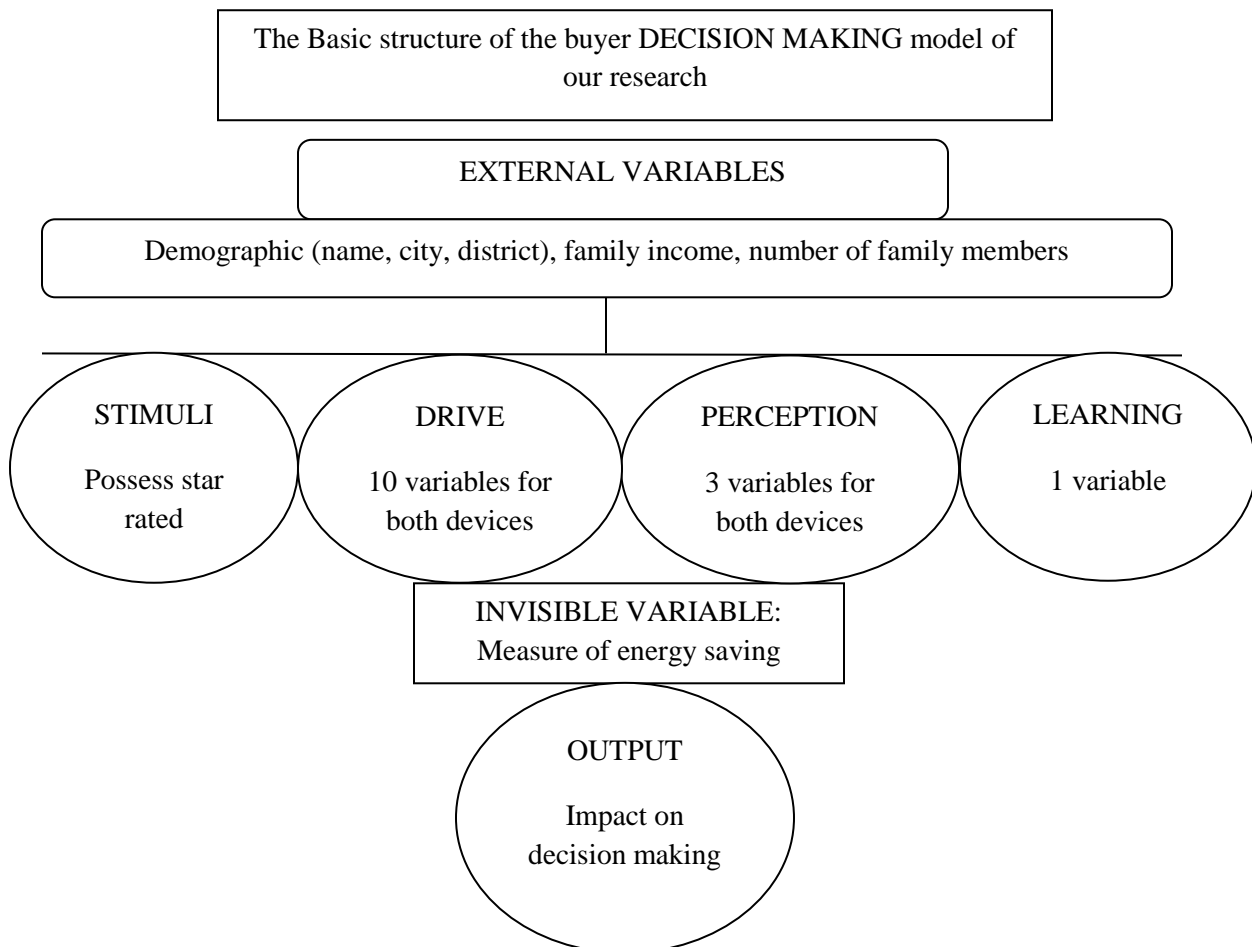 The Basic structure of the buyer DECISION MAKING model of
our research
EXTERNAL VARIABLES
Demographic (name, city, district), family income, number of family members
STIMULI
Possess star
rated
DRIVE
10 variables for
both devices
PERCEPTION
3 variables for
both devices
LEARNING
1 variable
INVISIBLE VARIABLE:
Measure of energy saving
OUTPUT
Impact on
decision making